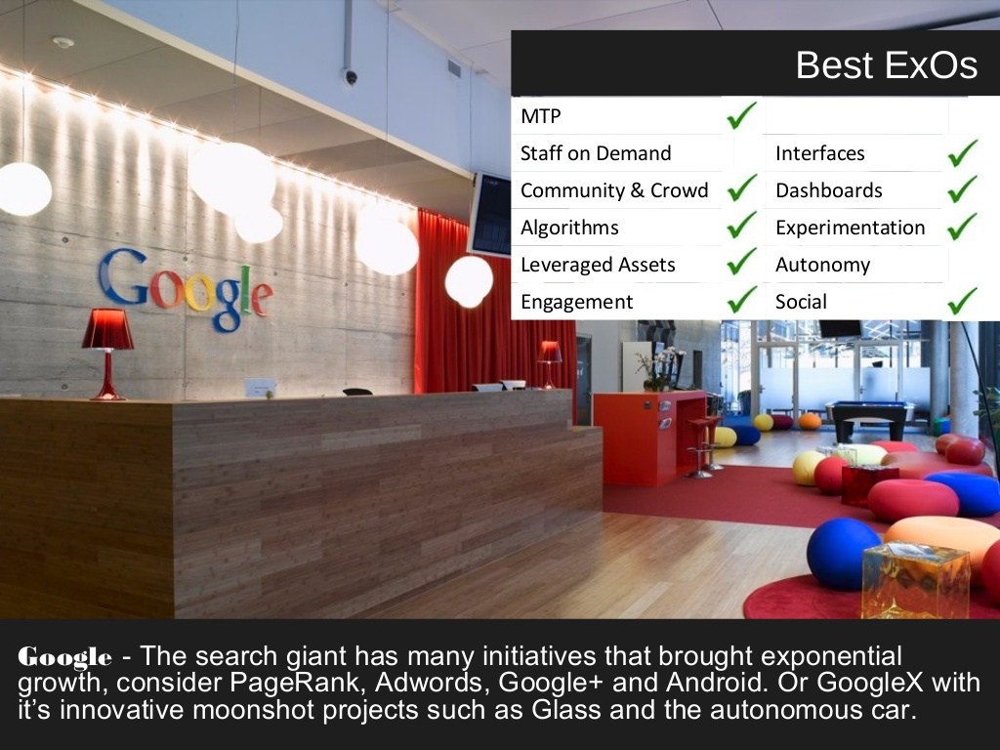 Best ExOs
MTP ✓
Staff on Demand Interfaces ✓
Community & Crowd ✓ Dashboards ✓
Algorithms ✓ Experimentation ✓
Leveraged Assets ✓ Autonomy
Engagement ✓ Social ✓
Google
Google - The search giant has many initiatives that brought exponential
growth, consider PageRank, Adwords, Google+ and Android. Or GoogleX with
it’s innovative moonshot projects such as Glass and the autonomous car.